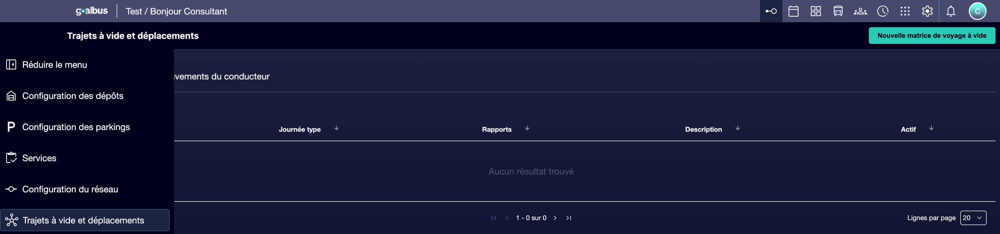 goalbus
Test / Bonjour Consultant
C
Trajets à vide et déplacements
Nouvelle matrice de voyage à vide
Réduire le menu
vements du conducteur
Configuration des dépôts
Configuration des parkings
Journée type
Rapports
Description
Actif
Services
Aucun résultat trouvé
Configuration du réseau
Trajets à vide et déplacements
1 - 0 sur 0
Lignes par page 20